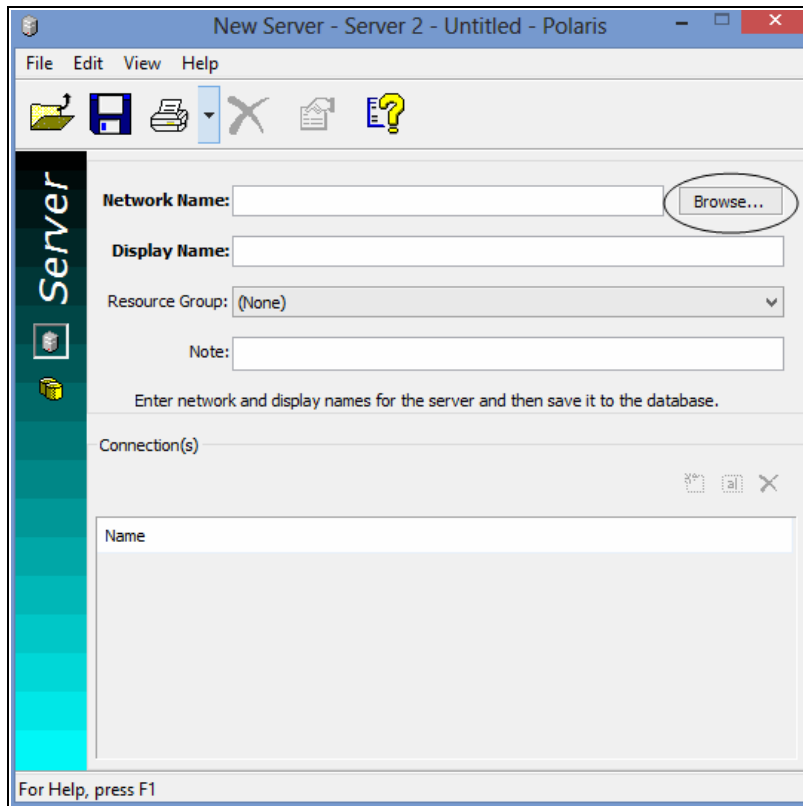 New Server - Server 2 - Untitled - Polaris
File Edit View Help
Server
Network Name:
Browse...
Display Name:
Resource Group: (None)
Note:
Enter network and display names for the server and then save it to the database.
Connection(s)
Name
For Help, press F1